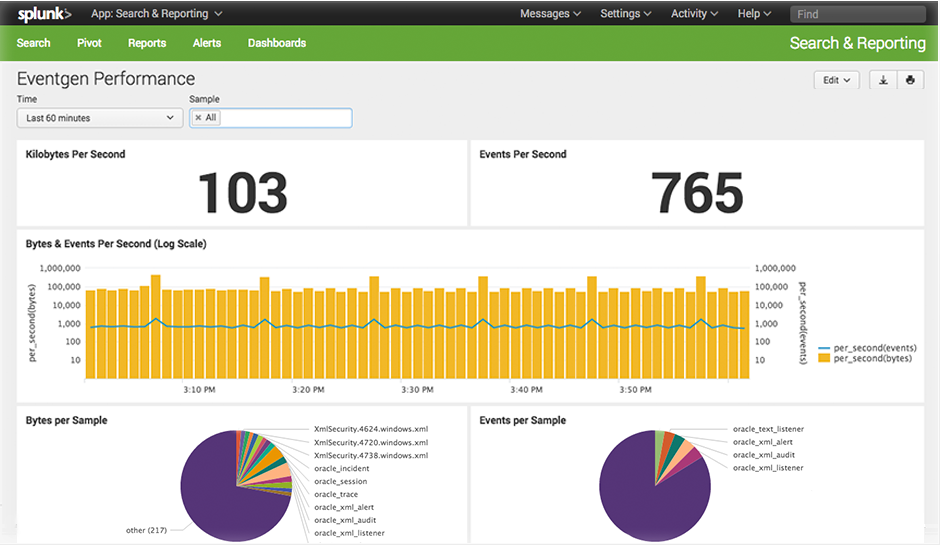 splunk> App: Search & Reporting Messages Settings Activity Help Find
Search Pivot Reports Alerts Dashboards Search & Reporting
Eventgen Performance Edit
Time Sample
Last 60 minutes × All
Kilobytes Per Second Events Per Second
103 765
Bytes & Events Per Second (Log Scale)
1,000,000 1,000,000
100,000 100,000
10,000 10,000
1,000 1,000
100 100
10 10
per_second(bytes)
per_second(events)
per_second(events)
per_second(bytes)
3:10 PM 3:20 PM 3:30 PM 3:40 PM 3:50 PM
Bytes per Sample
XmlSecurity.4624.windows.xml
XmlSecurity.4720.windows.xml
XmlSecurity.4738.windows.xml
oracle_incident
oracle_session
oracle_trace
oracle_xml_alert
oracle_xml_audit
oracle_xml_listener
other (217)
Events per Sample
oracle_text_listener
oracle_xml_alert
oracle_xml_audit
oracle_xml_listener